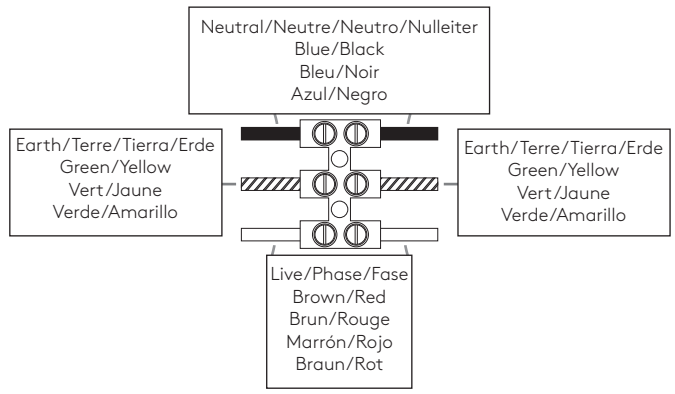 Neutral/Neutre/Neutro/Nulleiter
Blue/Black
Bleu/Noir
Azul/Negro
Earth/Terre/Tierra/Erde
Green/Yellow
Vert/Jaune
Verde/Amarillo
Earth/Terre/Tierra/Erde
Green/Yellow
Vert/Jaune
Verde/Amarillo
Live/Phase/Fase
Brown/Red
Brun/Rouge
Marrón/Rojo
Braun/Rot